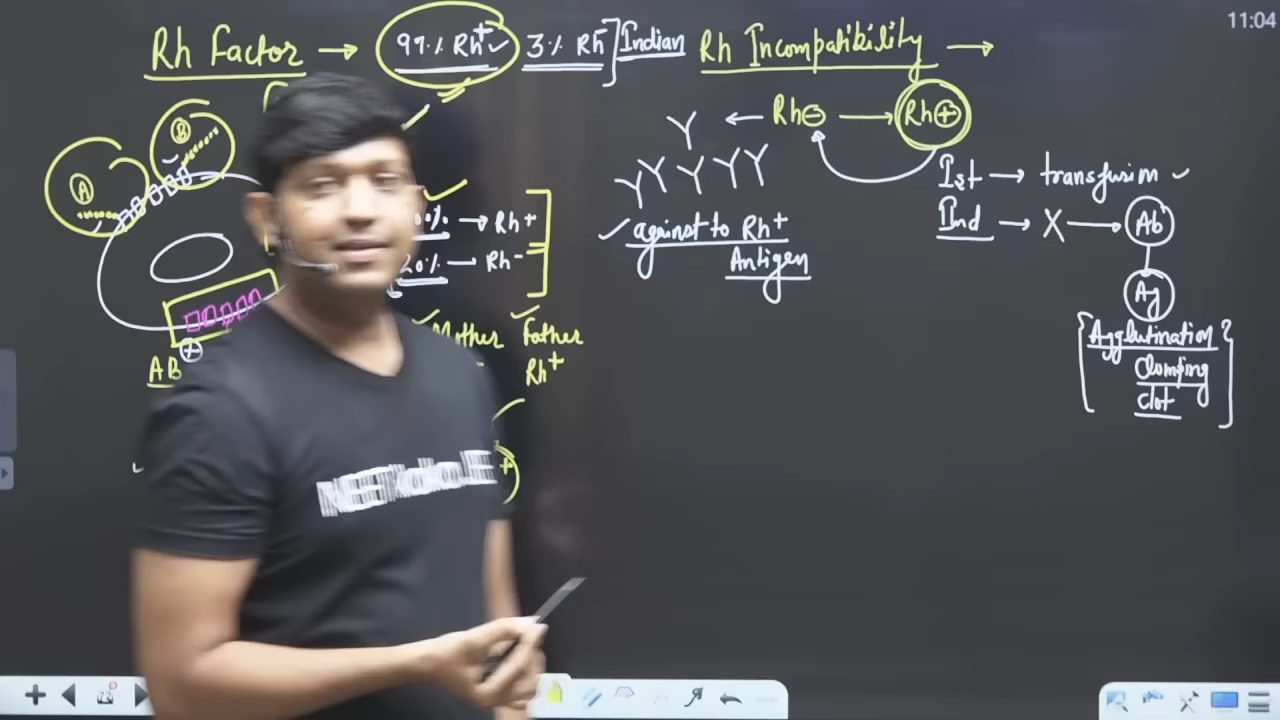 11:04
Rh Factor → 97% Rh+ ✓ 3% Rh- ] Indian
A B
→ Rh+
20% → Rh-
Mother Father
Rh+
AB +
+
Rh Incompatibility →
← Rh⊖ → Rh⊕
Y
Y Y Y Y Y
✓ against to Rh+
Antigen
Ist → transfusion ✓
IInd → X → Ab
Ag
Agglutination
Clumping
Clot